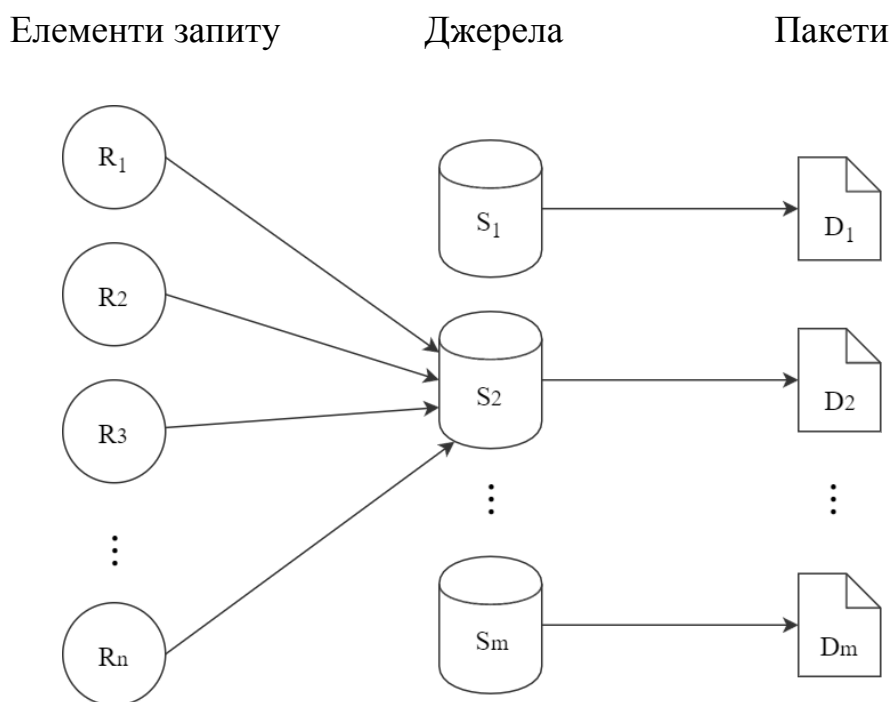 Елементи запиту Джерела Пакети
R1 S1 D1
R2 S2 D2
R3
⋮ ⋮ ⋮
Rn Sm Dm